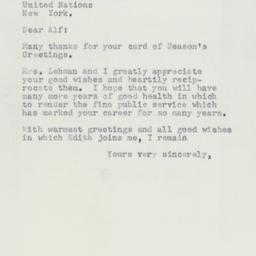 United Nations
New York.
Dear Alf:
Many thanks for your card of Season's
Greetings.
Mrs. Lehman and I greatly appreciate
your good wishes and heartily recip-
rocate them. I hope that you will have
many more years of good health in which
to render the fine public service which
has marked your career for so many years.
With warmest greetings and all good wishes
in which Edith joins me, I remain
Yours very sincerely,